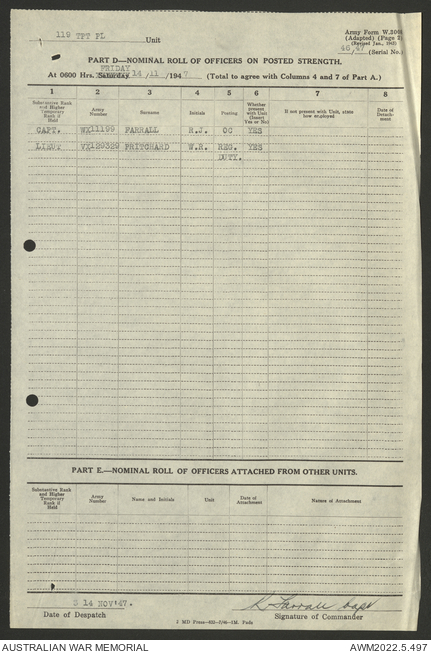 119 TPT PL Unit
Army Form W.3008
(Adapted) (Page 2)
(Revised Jan., 1947)
46/47 (Serial No.)
PART D—NOMINAL ROLL OF OFFICERS ON POSTED STRENGTH.
FRIDAY
At 0600 Hrs. Saturday 14/11/1947 (Total to agree with Columns 4 and 7 of Part A.)
1 2 3 4 5 6 7 8
Substantive Rank and Higher Temporary Rank if Held
Army Number
Surname
Initials
Posting
Whether present with Unit (Insert Yes or No)
If not present with Unit, state how employed
Date of Detachment
CAPT. WX11199 FARRALL R.J. OC YES
LIEUT VX129329 PRITCHARD W.R. REG. YES
DUTY.
PART E.—NOMINAL ROLL OF OFFICERS ATTACHED FROM OTHER UNITS.
Substantive Rank and Higher Temporary Rank if Held
Army Number
Name and Initials
Unit
Date of Attachment
Nature of Attachment
14 NOV'47.
Date of Despatch
Farrall Capt
Signature of Commander
AUSTRALIAN WAR MEMORIAL
AWM2022.5.497